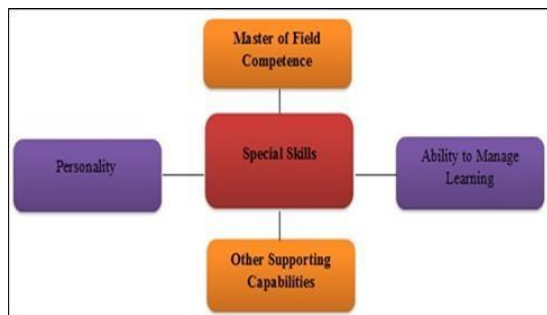 Master of Field
Competence
Personality
Special Skills
Ability to Manage
Learning
Other Supporting
Capabilities